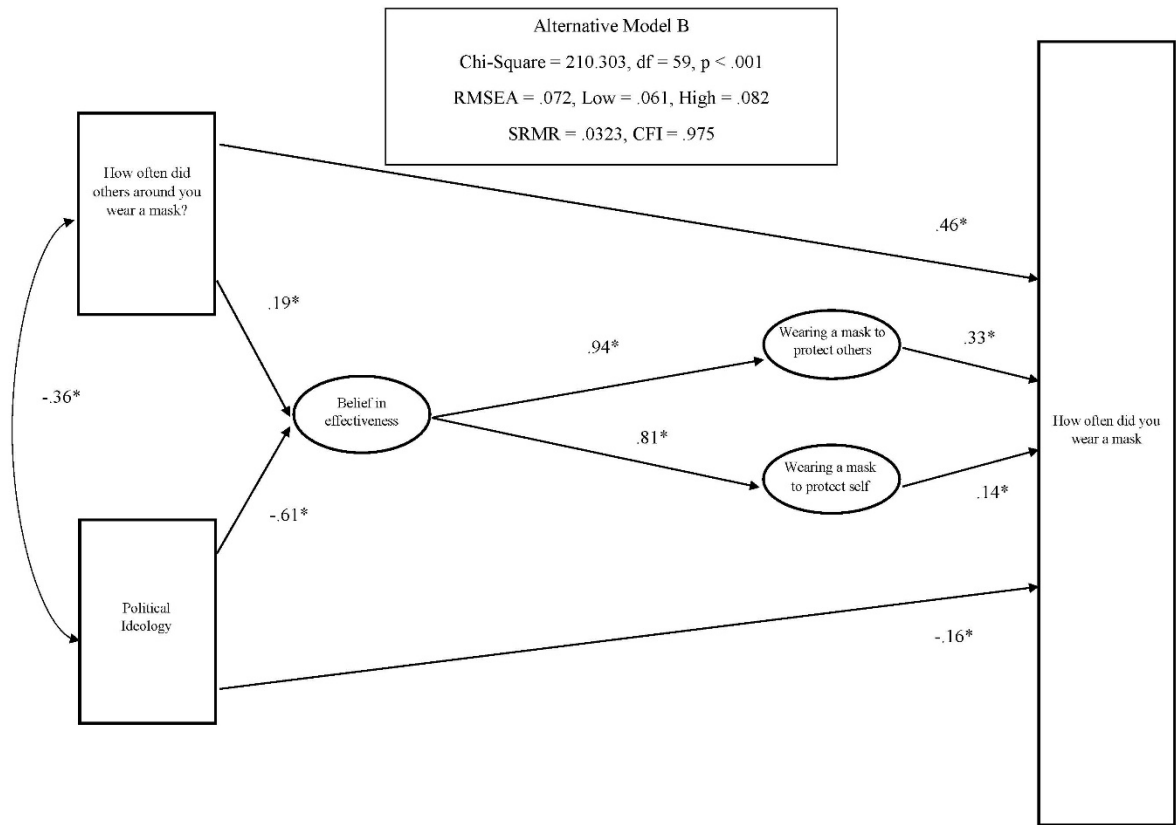 Alternative Model B
Chi-Square = 210.303, df = 59, p < .001
RMSEA = .072, Low = .061, High = .082
SRMR = .0323, CFI = .975
How often did
others around you
wear a mask?
.46*
.19*
Wearing a mask to
protect others
.33*
.94*
-.36*
Belief in
effectiveness
How often did you
wear a mask
.81*
Wearing a mask
to protect self
.14*
-.61*
Political
Ideology
-.16*